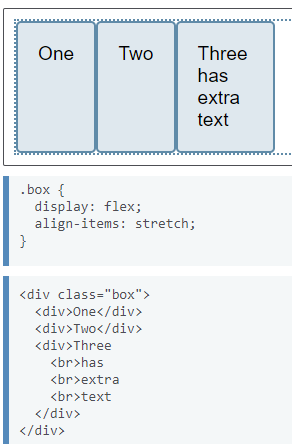 One
Two
Three
has
extra
text
.box {
  display: flex;
  align-items: stretch;
}
<div class="box">
  <div>One</div>
  <div>Two</div>
  <div>Three
    <br>has
    <br>extra
    <br>text
  </div>
</div>